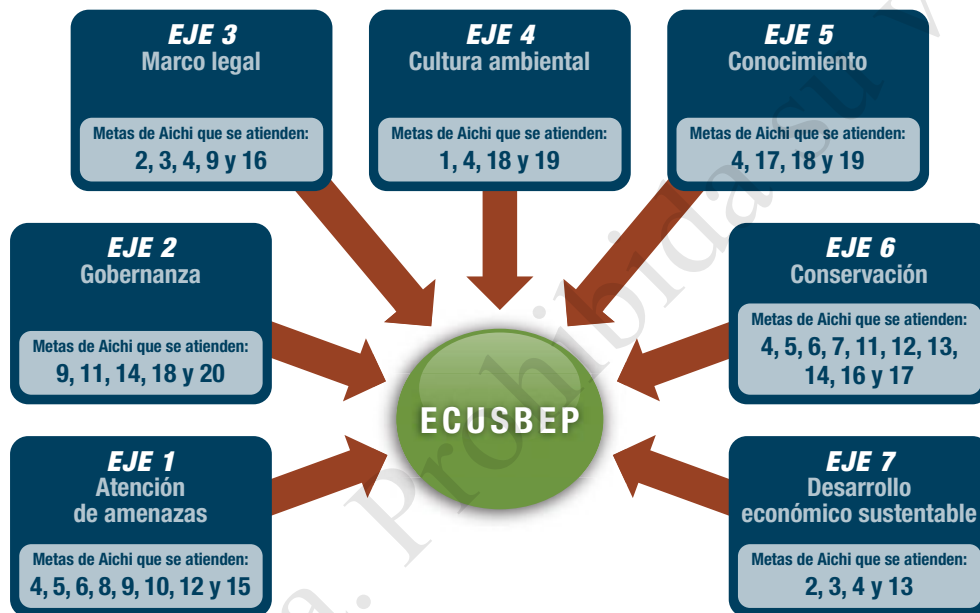 EJE 3
Marco legal
Metas de Aichi que se atienden:
2, 3, 4, 9 y 16
EJE 4
Cultura ambiental
Metas de Aichi que se atienden:
1, 4, 18 y 19
EJE 5
Conocimiento
Metas de Aichi que se atienden:
4, 17, 18 y 19
EJE 2
Gobernanza
Metas de Aichi que se atienden:
9, 11, 14, 18 y 20
EJE 6
Conservación
Metas de Aichi que se atienden:
4, 5, 6, 7, 11, 12, 13,
14, 16 y 17
ECUSBEP
EJE 1
Atención
de amenazas
Metas de Aichi que se atienden:
4, 5, 6, 8, 9, 10, 12 y 15
EJE 7
Desarrollo
económico sustentable
Metas de Aichi que se atienden:
2, 3, 4 y 13
Prohibida su